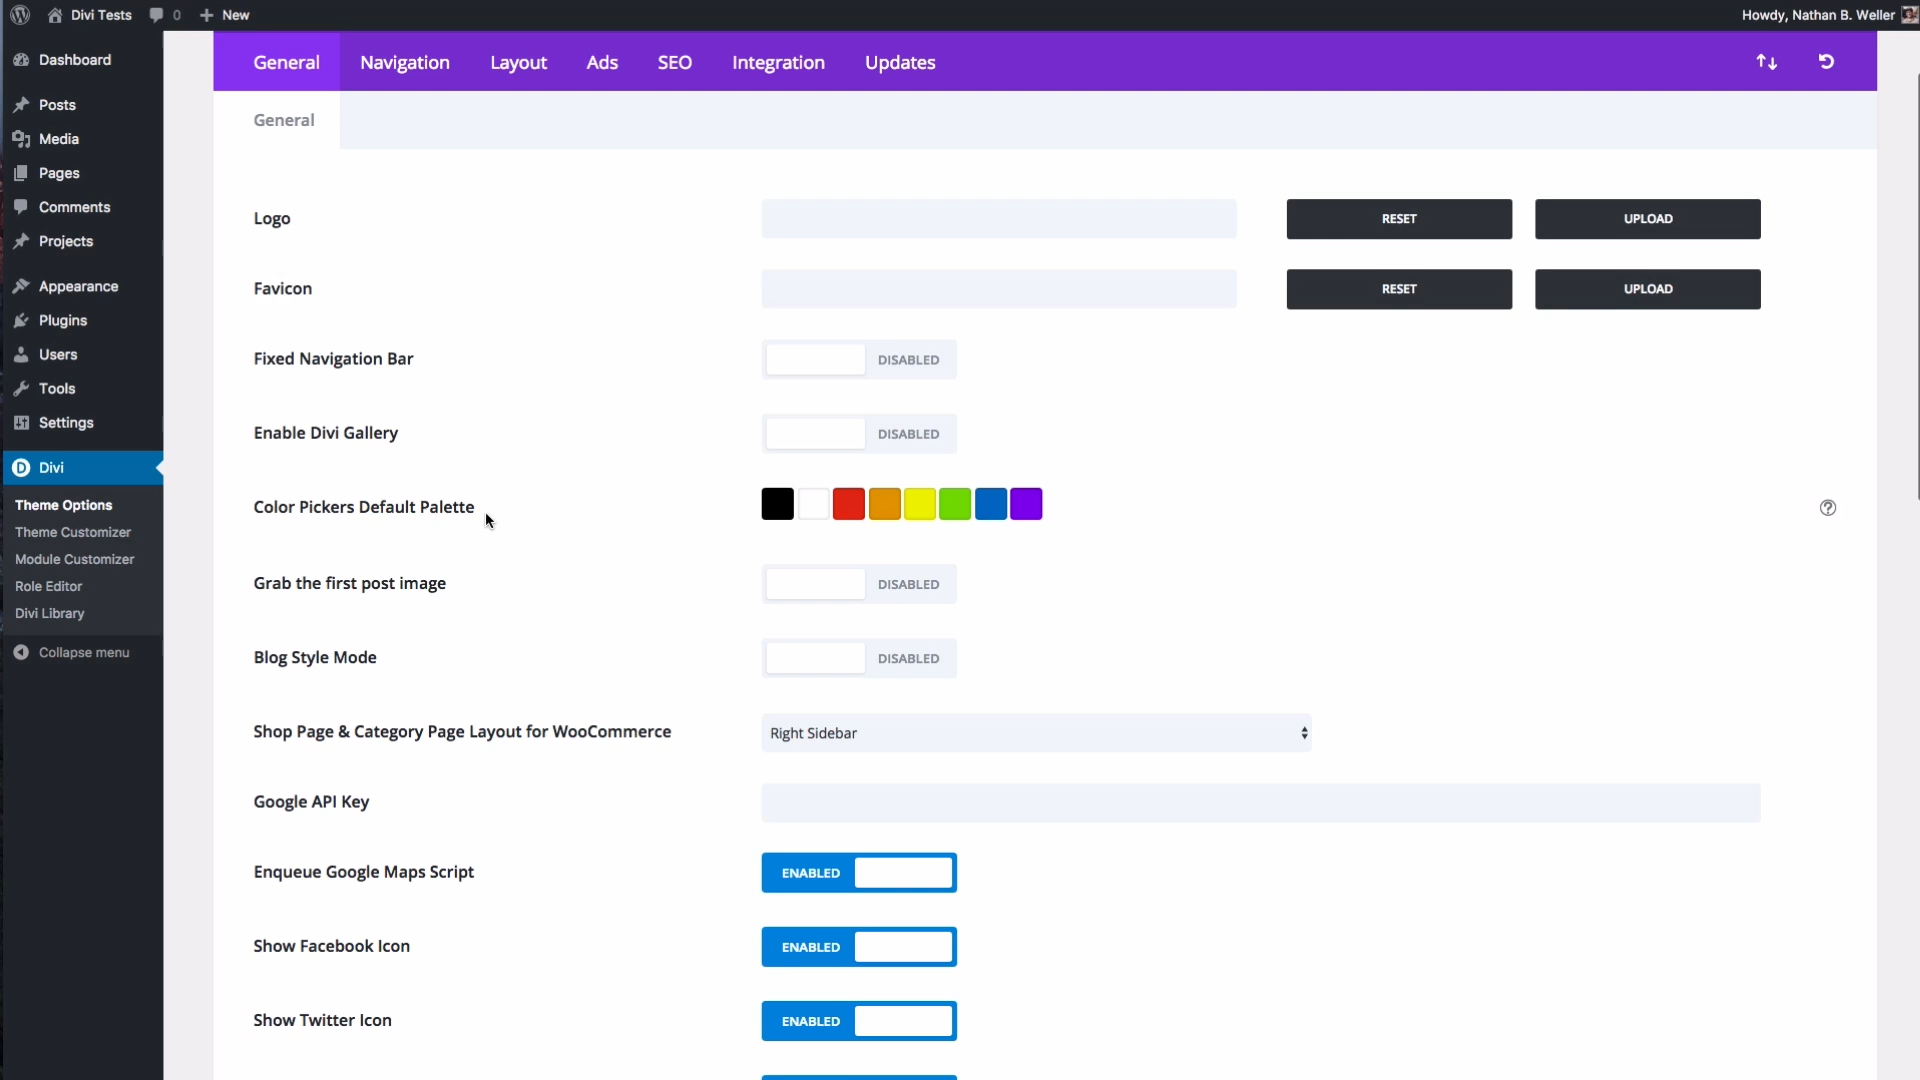 Divi Tests 0 New Howdy, Nathan B. Weller
Dashboard
Posts
Media
Pages
Comments
Projects
Appearance
Plugins
Users
Tools
Settings
Divi
Theme Options
Theme Customizer
Module Customizer
Role Editor
Divi Library
Collapse menu
General Navigation Layout Ads SEO Integration Updates
General
Logo RESET UPLOAD
Favicon RESET UPLOAD
Fixed Navigation Bar DISABLED
Enable Divi Gallery DISABLED
Color Pickers Default Palette
Grab the first post image DISABLED
Blog Style Mode DISABLED
Shop Page & Category Page Layout for WooCommerce Right Sidebar
Google API Key
Enqueue Google Maps Script ENABLED
Show Facebook Icon ENABLED
Show Twitter Icon ENABLED